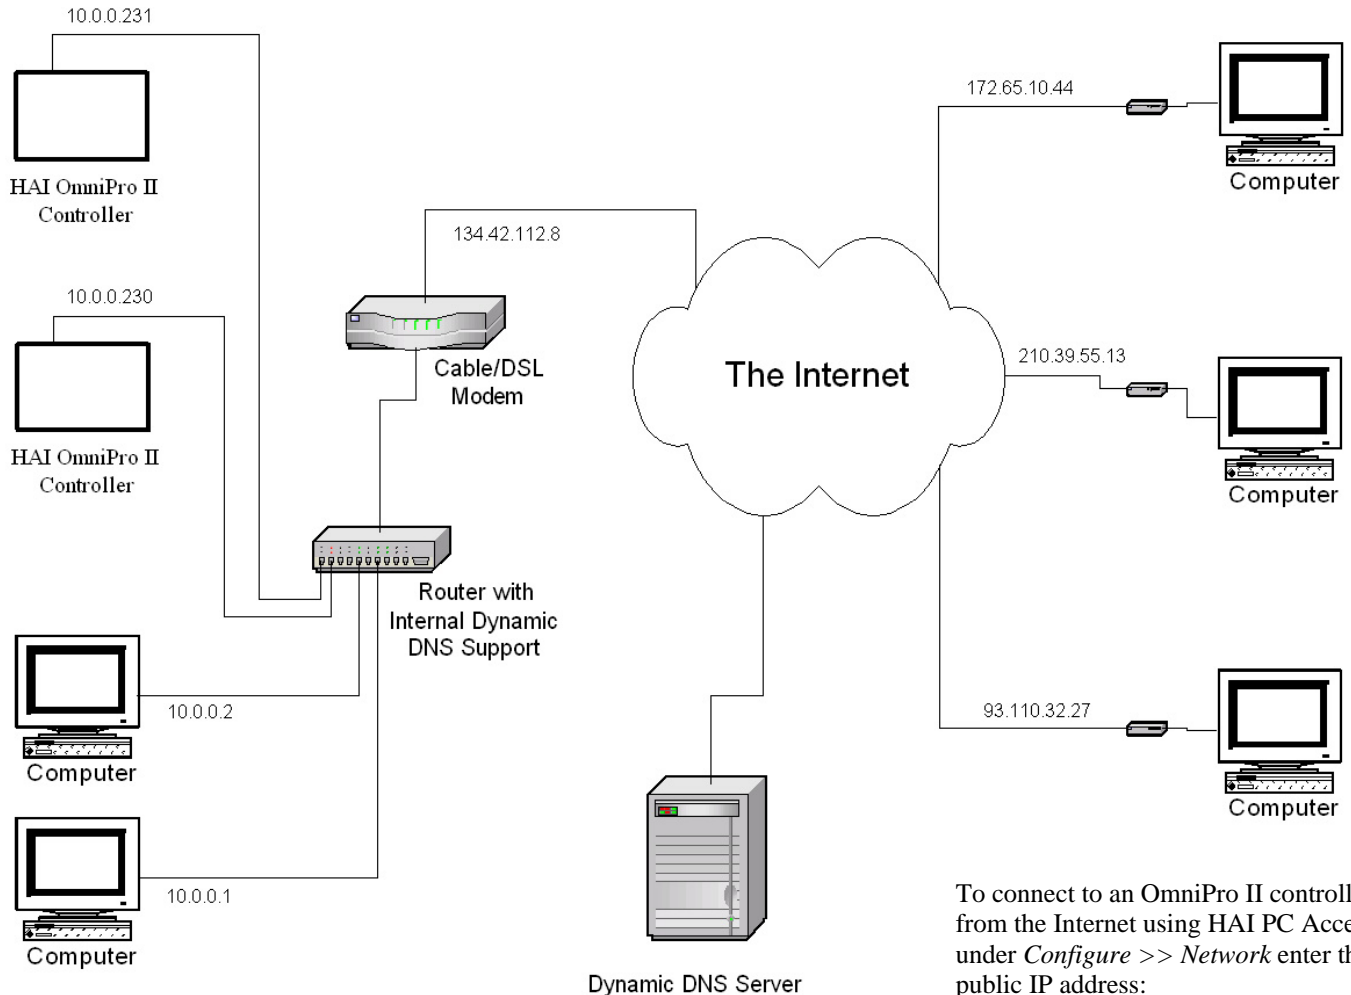 10.0.0.231
HAI OmniPro II
Controller
10.0.0.230
HAI OmniPro II
Controller
134.42.112.8
Cable/DSL
Modem
Router with
Internal Dynamic
DNS Support
10.0.0.2
Computer
10.0.0.1
Computer
The Internet
Dynamic DNS Server
172.65.10.44
Computer
210.39.55.13
Computer
93.110.32.27
Computer
To connect to an OmniPro II controll
from the Internet using HAI PC Acce
under Configure >> Network enter th
public IP address: